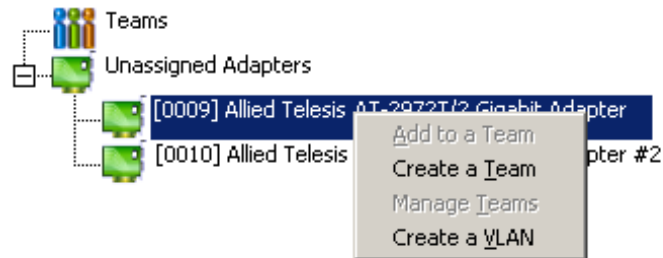 Teams
Unassigned Adapters
[0009] Allied Telesis AT-2972T/2 Gigabit Adapter
Add to a Team
[0010] Allied Telesis pter #2
Create a Team
Manage Teams
Create a VLAN